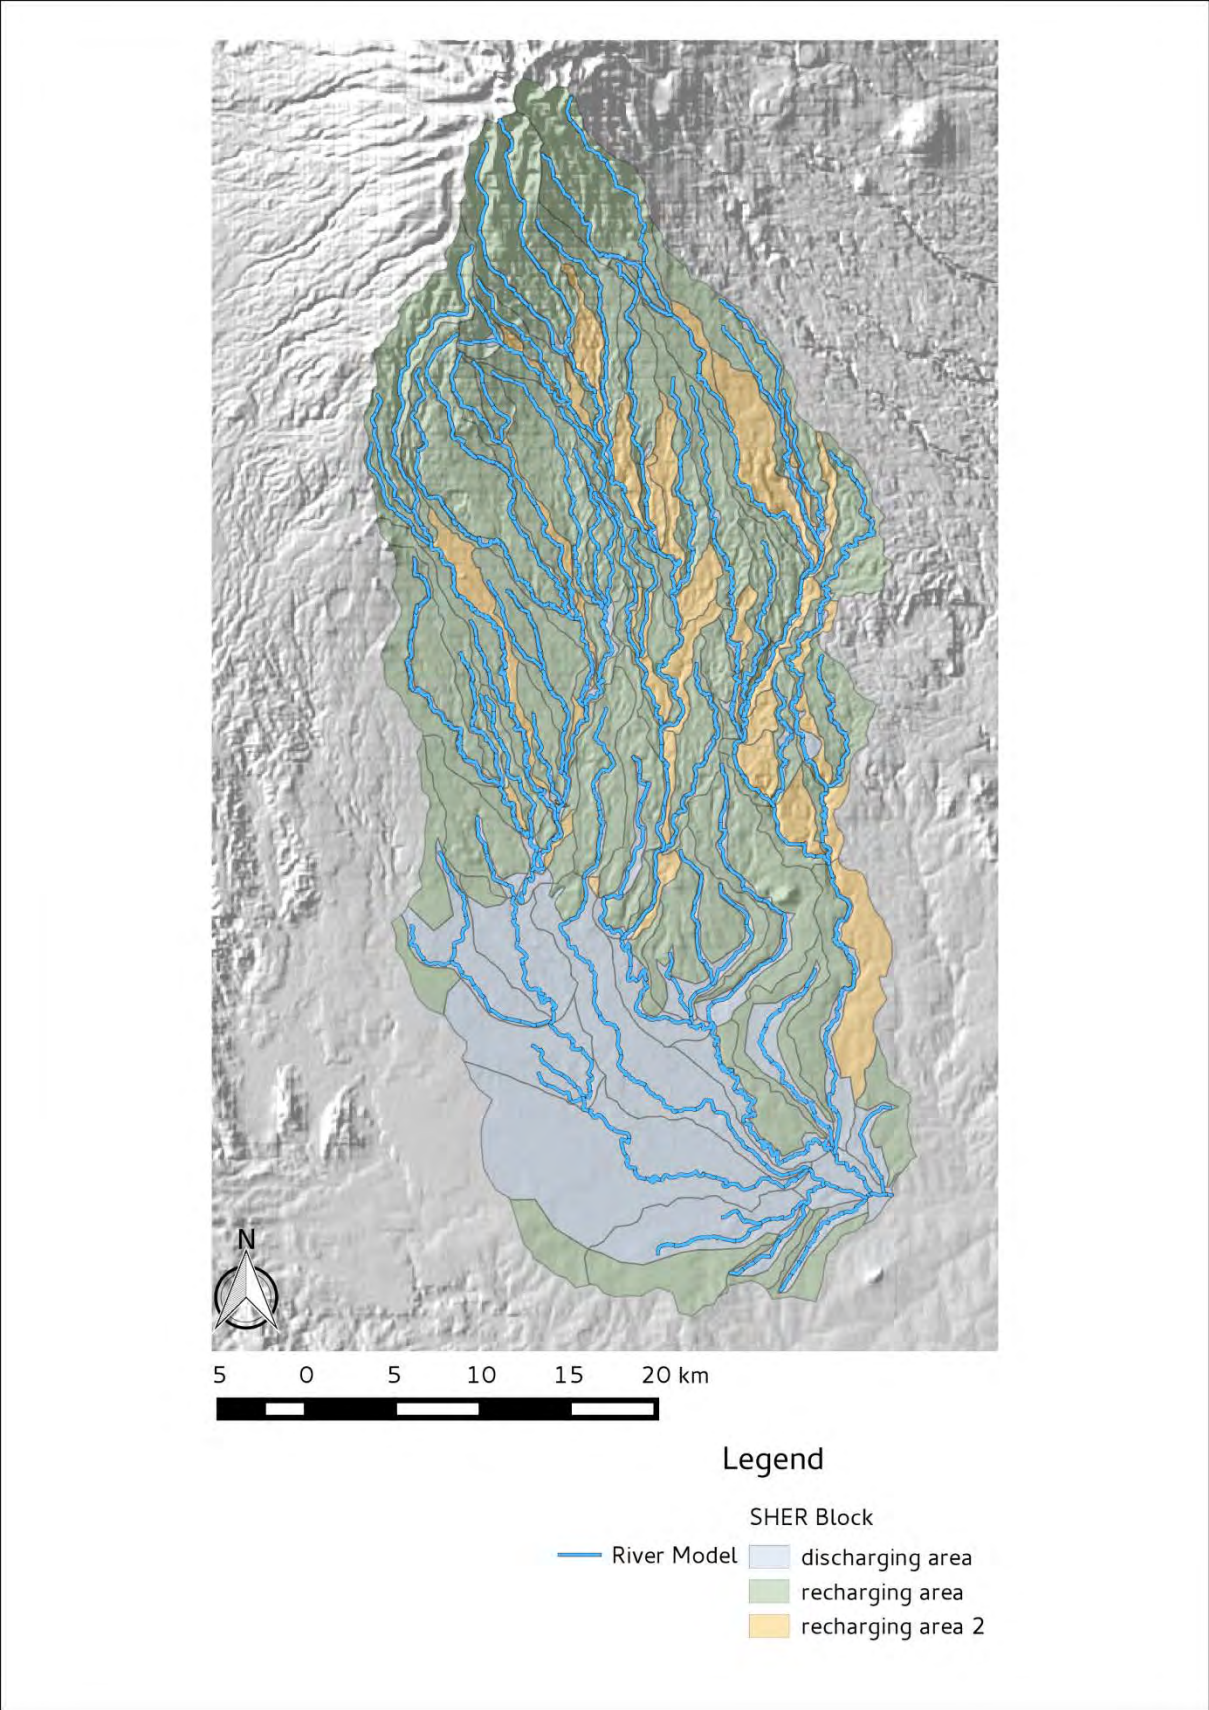 N
5 0 5 10 15 20 km
Legend
SHER Block
River Model
discharging area
recharging area
recharging area 2